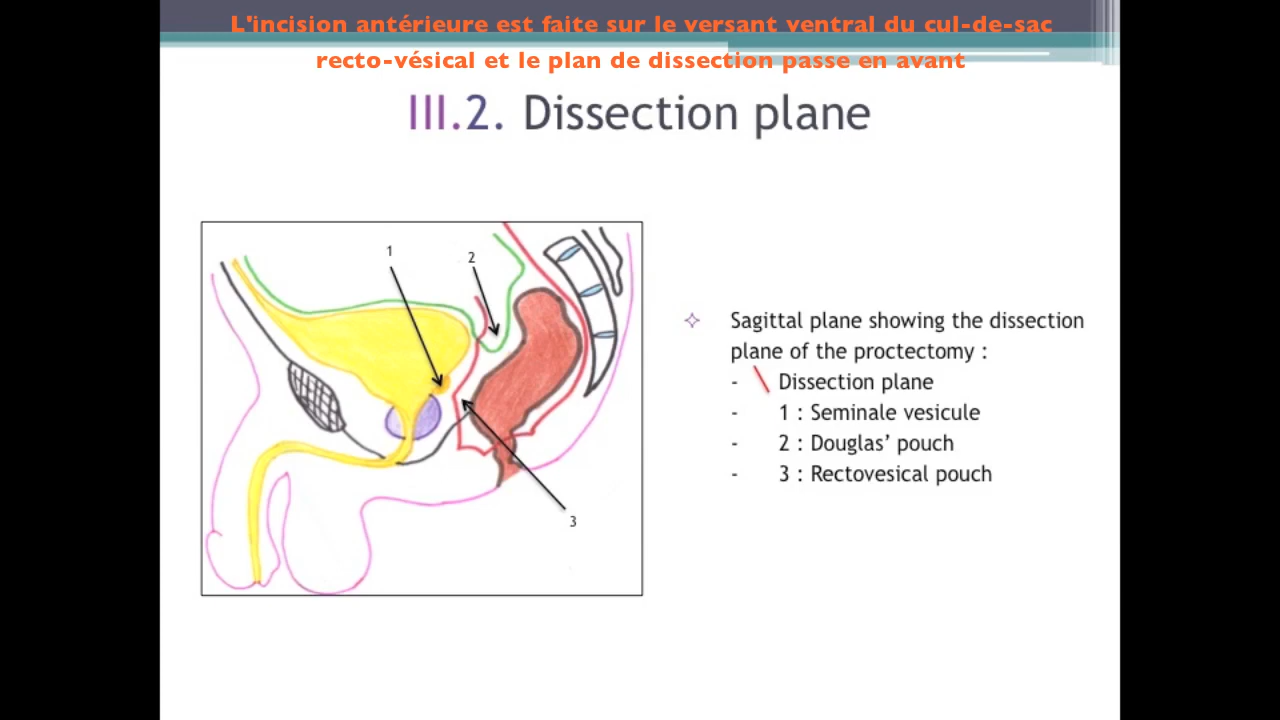 L'incision antérieure est faite sur le versant ventral du cul-de-sac
recto-vésical et le plan de dissection passe en avant
III.2. Dissection plane
1
2
3
Sagittal plane showing the dissection
plane of the proctectomy :
- Dissection plane
- 1 : Seminale vesicule
- 2 : Douglas’ pouch
- 3 : Rectovesical pouch